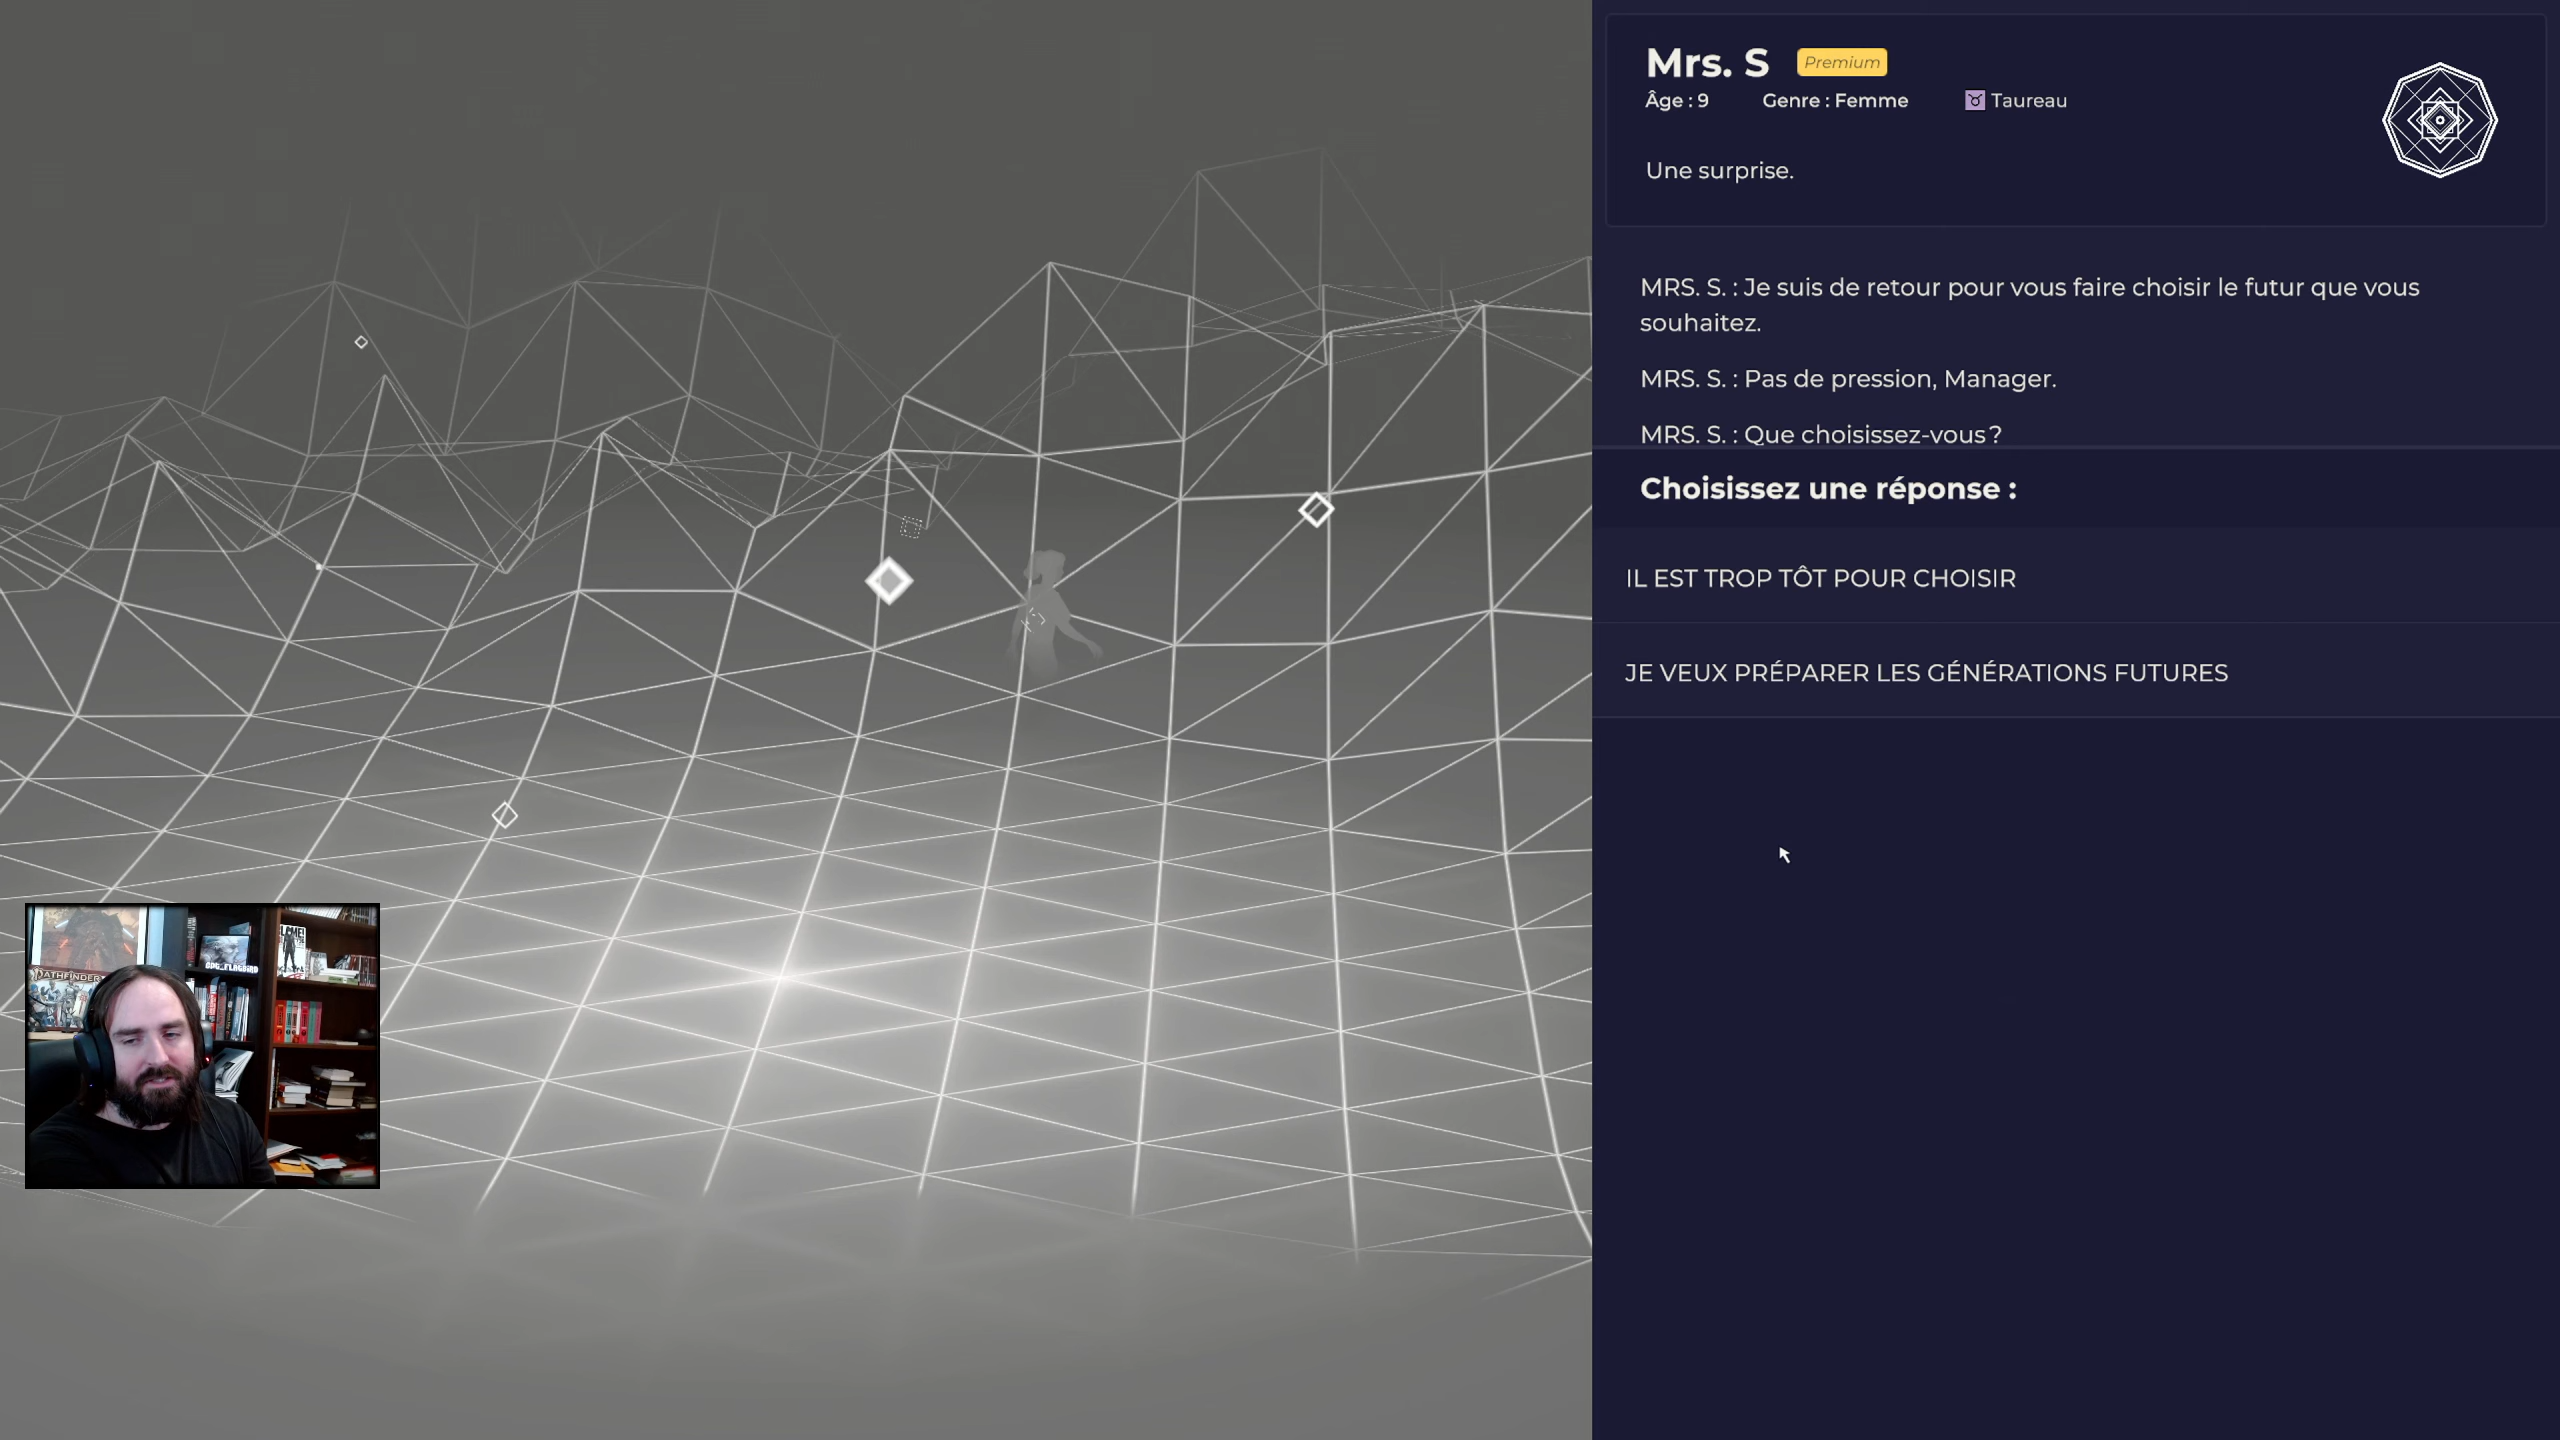 Mrs. S Premium
Âge : 9 Genre : Femme Taureau
Une surprise.
MRS. S. : Je suis de retour pour vous faire choisir le futur que vous
souhaitez.
MRS. S. : Pas de pression, Manager.
MRS. S. : Que choisissez-vous ?
Choisissez une réponse :
IL EST TROP TÔT POUR CHOISIR
JE VEUX PRÉPARER LES GÉNÉRATIONS FUTURES
PATHFINDER